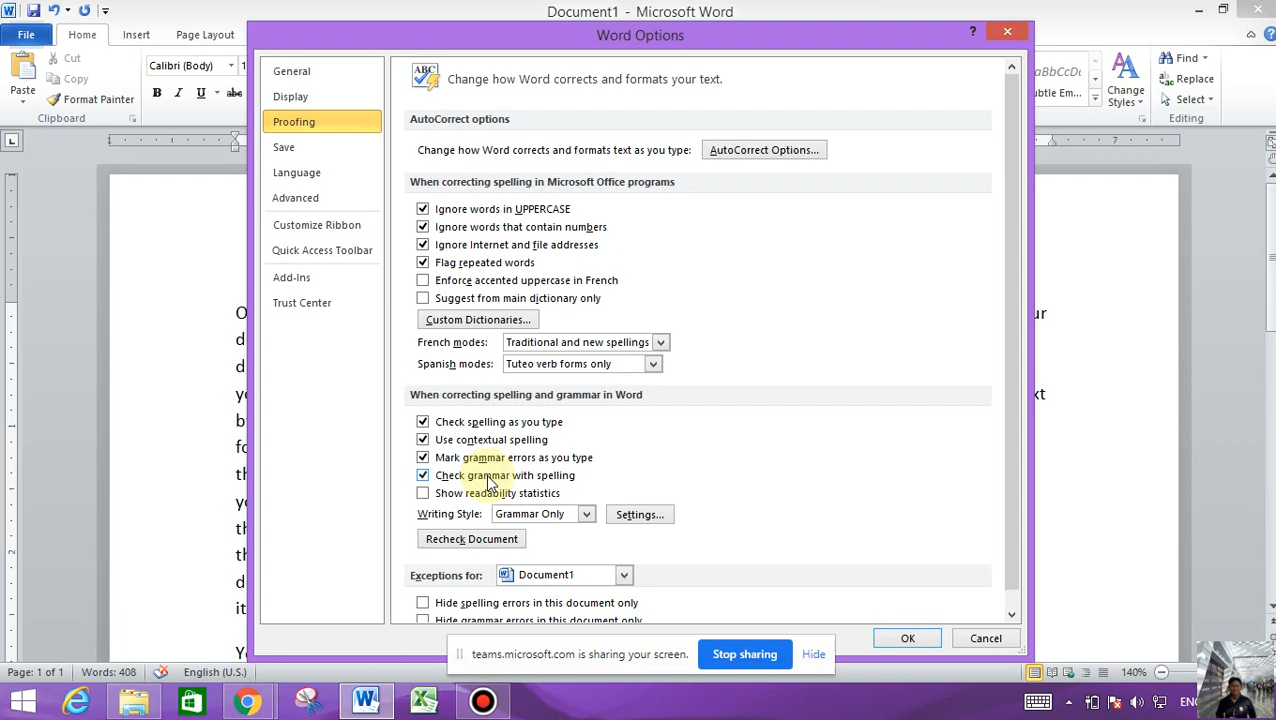 Document1 - Microsoft Word
File Home Insert Page Layout
Cut
Copy
Paste
Format Painter
Clipboard
Calibri (Body)
B I U abc
Change Styles
Find
Replace
Select
Editing
Word Options
General
Display
Proofing
Save
Language
Advanced
Customize Ribbon
Quick Access Toolbar
Add-Ins
Trust Center
ABC
Change how Word corrects and formats your text.
AutoCorrect options
Change how Word corrects and formats text as you type: AutoCorrect Options...
When correcting spelling in Microsoft Office programs
Ignore words in UPPERCASE
Ignore words that contain numbers
Ignore Internet and file addresses
Flag repeated words
Enforce accented uppercase in French
Suggest from main dictionary only
Custom Dictionaries...
French modes: Traditional and new spellings
Spanish modes: Tuteo verb forms only
When correcting spelling and grammar in Word
Check spelling as you type
Use contextual spelling
Mark grammar errors as you type
Check grammar with spelling
Show readability statistics
Writing Style: Grammar Only Settings...
Recheck Document
Exceptions for: Document1
Hide spelling errors in this document only
Hide grammar errors in this document only
OK Cancel
teams.microsoft.com is sharing your screen. Stop sharing Hide
Page: 1 of 1 Words: 408 English (U.S.) 140%